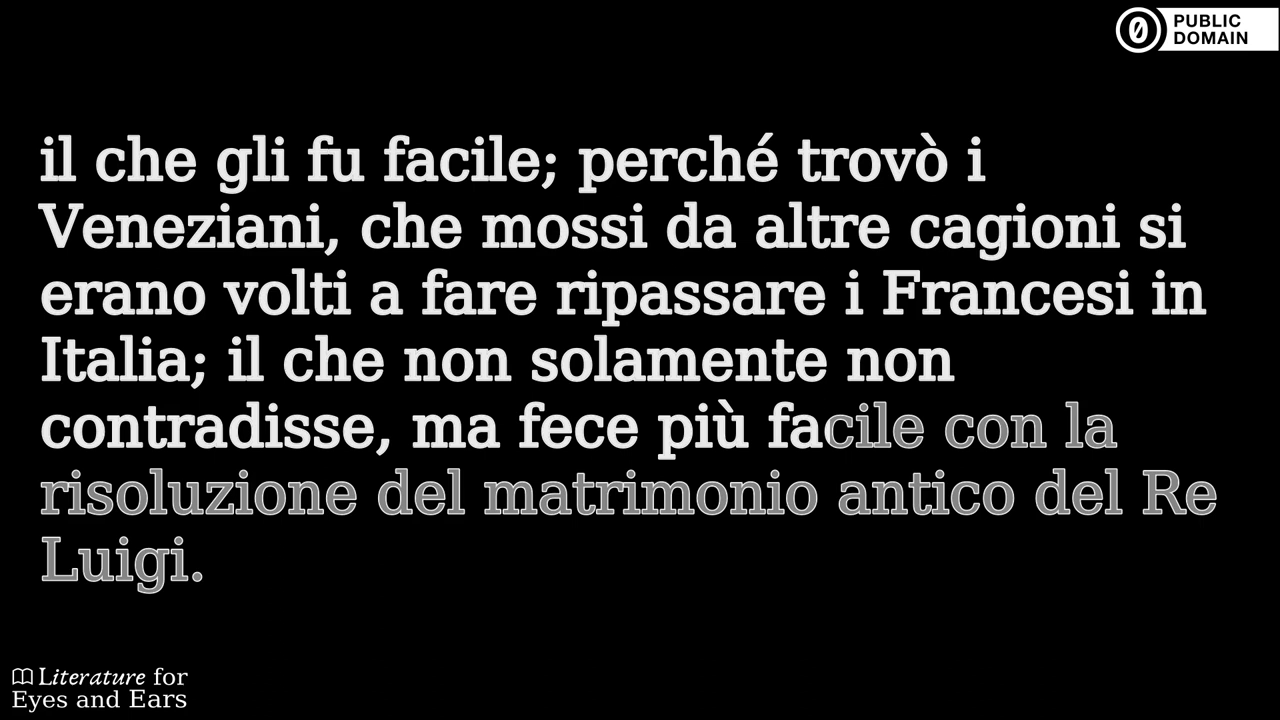 PUBLIC
DOMAIN
il che gli fu facile; perché trovò i
Veneziani, che mossi da altre cagioni si
erano volti a fare ripassare i Francesi in
Italia; il che non solamente non
contradisse, ma fece più facile con la
risoluzione del matrimonio antico del Re
Luigi.
Literature for
Eyes and Ears